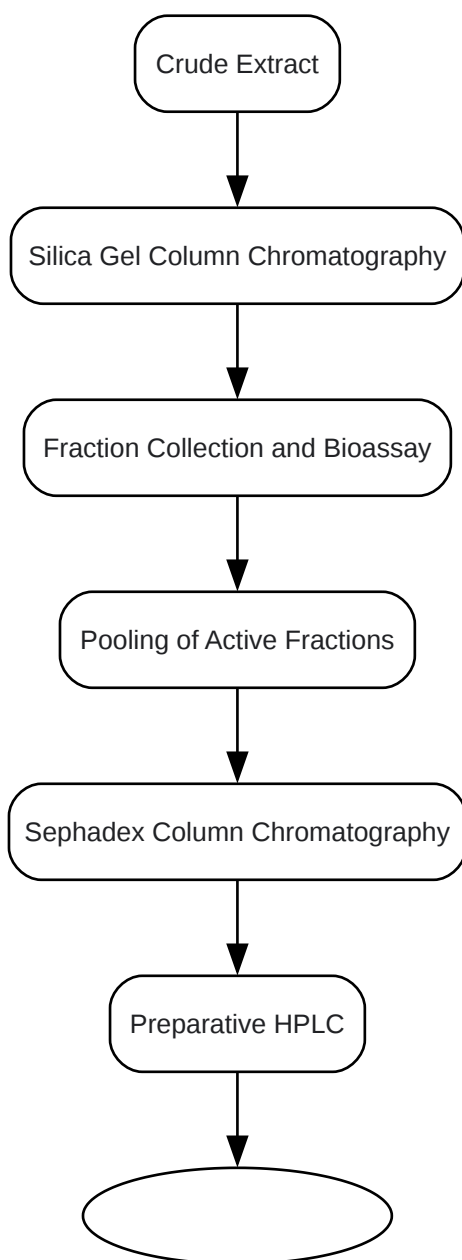 Crude Extract
Silica Gel Column Chromatography
Fraction Collection and Bioassay
Pooling of Active Fractions
Sephadex Column Chromatography
Preparative HPLC